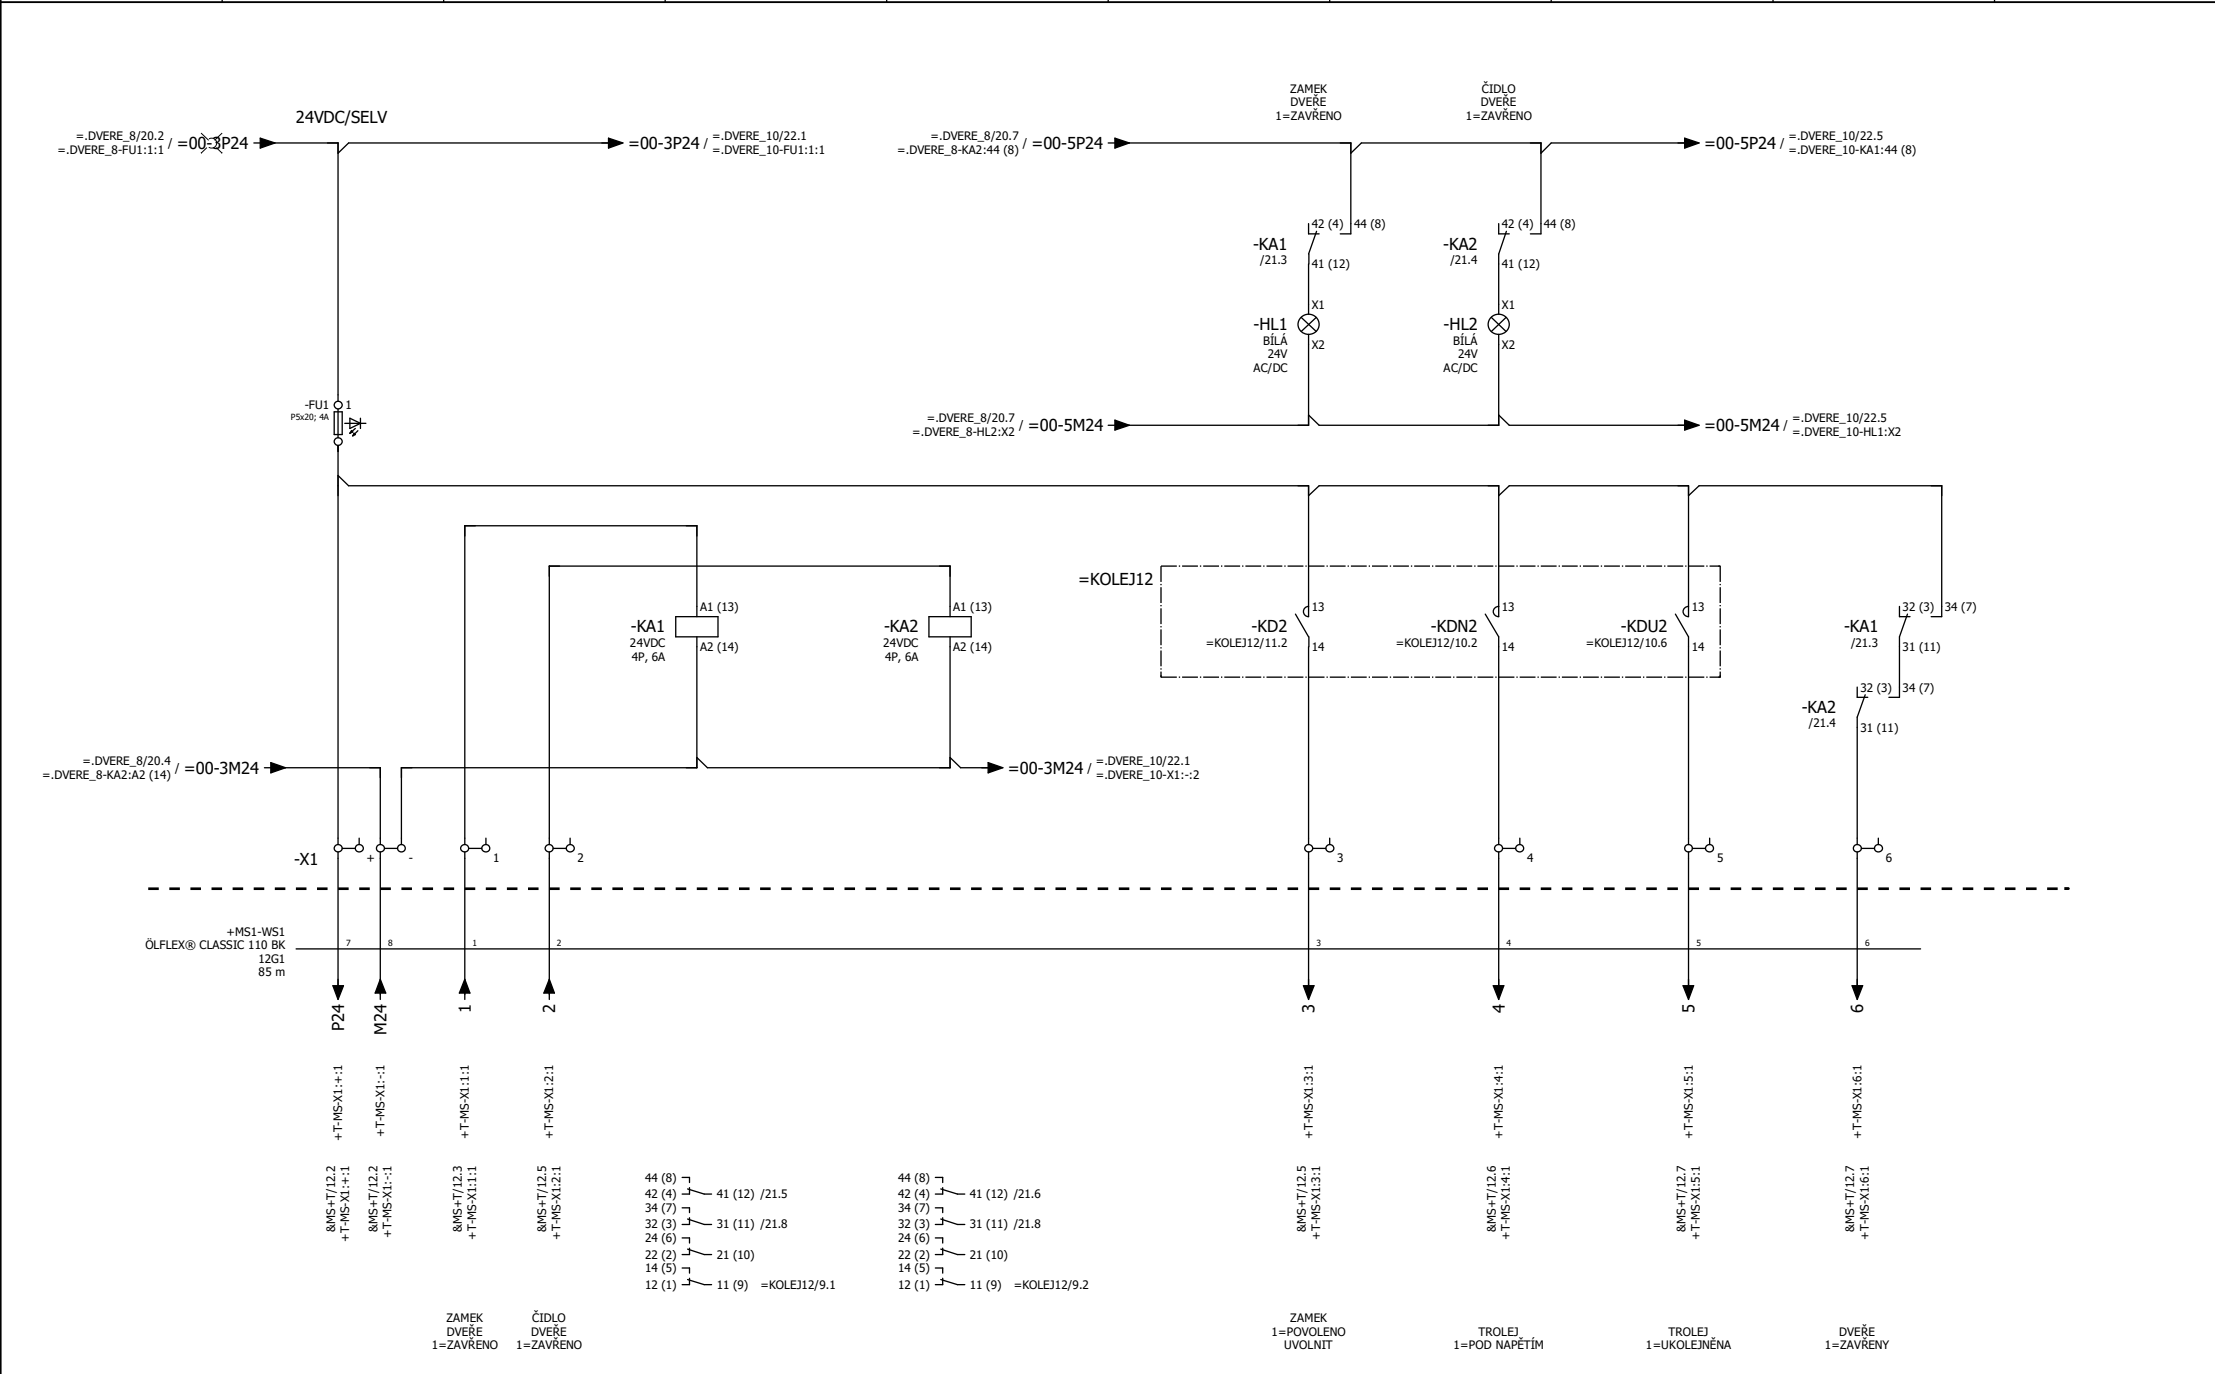 24VDC/SELV
=.DVERE_8/20.2
=.DVERE_8-FU1:1:1
/ =00-3P24
=00-3P24 /
=.DVERE_10/22.1
=.DVERE_10-FU1:1:1
=.DVERE_8/20.7
=.DVERE_8-KA2:44 (8)
/ =00-5P24
ZAMEK
DVEŘE
1=ZAVŘENO
ČIDLO
DVEŘE
1=ZAVŘENO
=00-5P24 /
=.DVERE_10/22.5
=.DVERE_10-KA1:44 (8)
42 (4)
44 (8)
-KA1
/21.3
41 (12)
42 (4)
44 (8)
-KA2
/21.4
41 (12)
X1
-HL1
BÍLÁ
24V
AC/DC
X2
X1
-HL2
BÍLÁ
24V
AC/DC
X2
-FU1
1
P5x20; 4A
=.DVERE_8/20.7
=.DVERE_8-HL2:X2
/ =00-5M24
=00-5M24 /
=.DVERE_10/22.5
=.DVERE_10-HL1:X2
=KOLEJ12
A1 (13)
-KA1
24VDC
4P, 6A
A2 (14)
A1 (13)
-KA2
24VDC
4P, 6A
A2 (14)
13
-KD2
=KOLEJ12/11.2
14
13
-KDN2
=KOLEJ12/10.2
14
13
-KDU2
=KOLEJ12/10.6
14
32 (3)
34 (7)
-KA1
/21.3
31 (11)
32 (3)
34 (7)
-KA2
/21.4
31 (11)
=.DVERE_8/20.4
=.DVERE_8-KA2:A2 (14)
/ =00-3M24
=00-3M24 /
=.DVERE_10/22.1
=.DVERE_10-X1:-:2
-X1
+
-
1
2
3
4
5
6
+MS1-WS1
ÖLFLEX® CLASSIC 110 BK
12G1
85 m
7
8
1
2
3
4
5
6
P24
M24
1
2
3
4
5
6
+T-MS-X1:+:1
+T-MS-X1:-:1
+T-MS-X1:1:1
+T-MS-X1:2:1
+T-MS-X1:3:1
+T-MS-X1:4:1
+T-MS-X1:5:1
+T-MS-X1:6:1
&MS+T/12.2
+T-MS-X1:+:1
&MS+T/12.2
+T-MS-X1:-:1
&MS+T/12.3
+T-MS-X1:1:1
&MS+T/12.5
+T-MS-X1:2:1
&MS+T/12.5
+T-MS-X1:3:1
&MS+T/12.6
+T-MS-X1:4:1
&MS+T/12.7
+T-MS-X1:5:1
&MS+T/12.7
+T-MS-X1:6:1
44 (8)
42 (4) 41 (12) /21.5
34 (7)
32 (3) 31 (11) /21.8
24 (6)
22 (2) 21 (10)
14 (5)
12 (1) 11 (9) =KOLEJ12/9.1
44 (8)
42 (4) 41 (12) /21.6
34 (7)
32 (3) 31 (11) /21.8
24 (6)
22 (2) 21 (10)
14 (5)
12 (1) 11 (9) =KOLEJ12/9.2
ZAMEK
DVEŘE
1=ZAVŘENO
ČIDLO
DVEŘE
1=ZAVŘENO
ZAMEK
1=POVOLENO
UVOLNIT
TROLEJ
1=POD NAPĚTÍM
TROLEJ
1=UKOLEJNĚNA
DVEŘE
1=ZAVŘENY